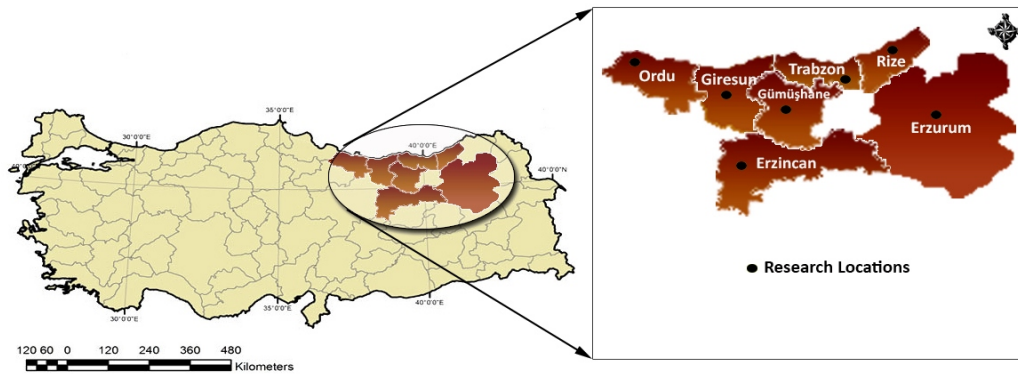 35°0'0"E
30°0'0"E
40°0'0"E
40°0'0"N
30°0'0"E
35°0'0"E
40°0'0"E
120 60 0 120 240 360 480
Kilometers
Ordu
Giresun
Trabzon
Rize
Gümüşhane
Erzurum
Erzincan
Research Locations